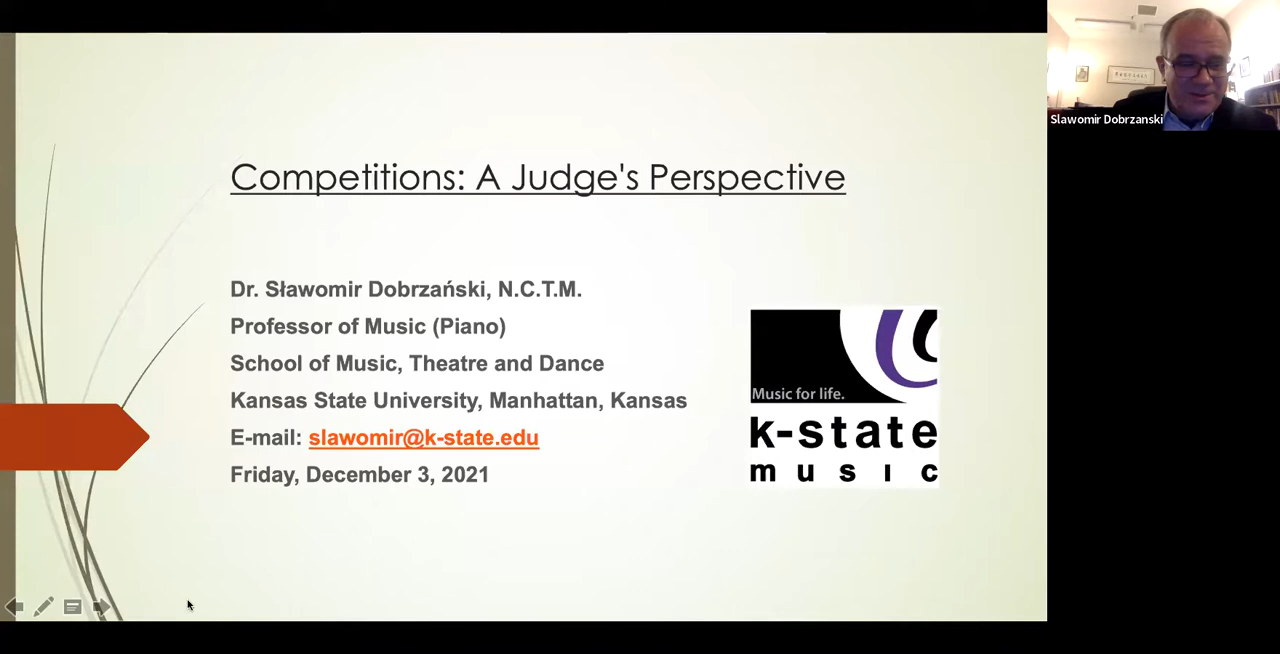 Competitions: A Judge's Perspective
Dr. Sławomir Dobrzański, N.C.T.M.
Professor of Music (Piano)
School of Music, Theatre and Dance
Kansas State University, Manhattan, Kansas
E-mail: slawomir@k-state.edu
Friday, December 3, 2021
Music for life.
k-state
music
Slawomir Dobrzanski